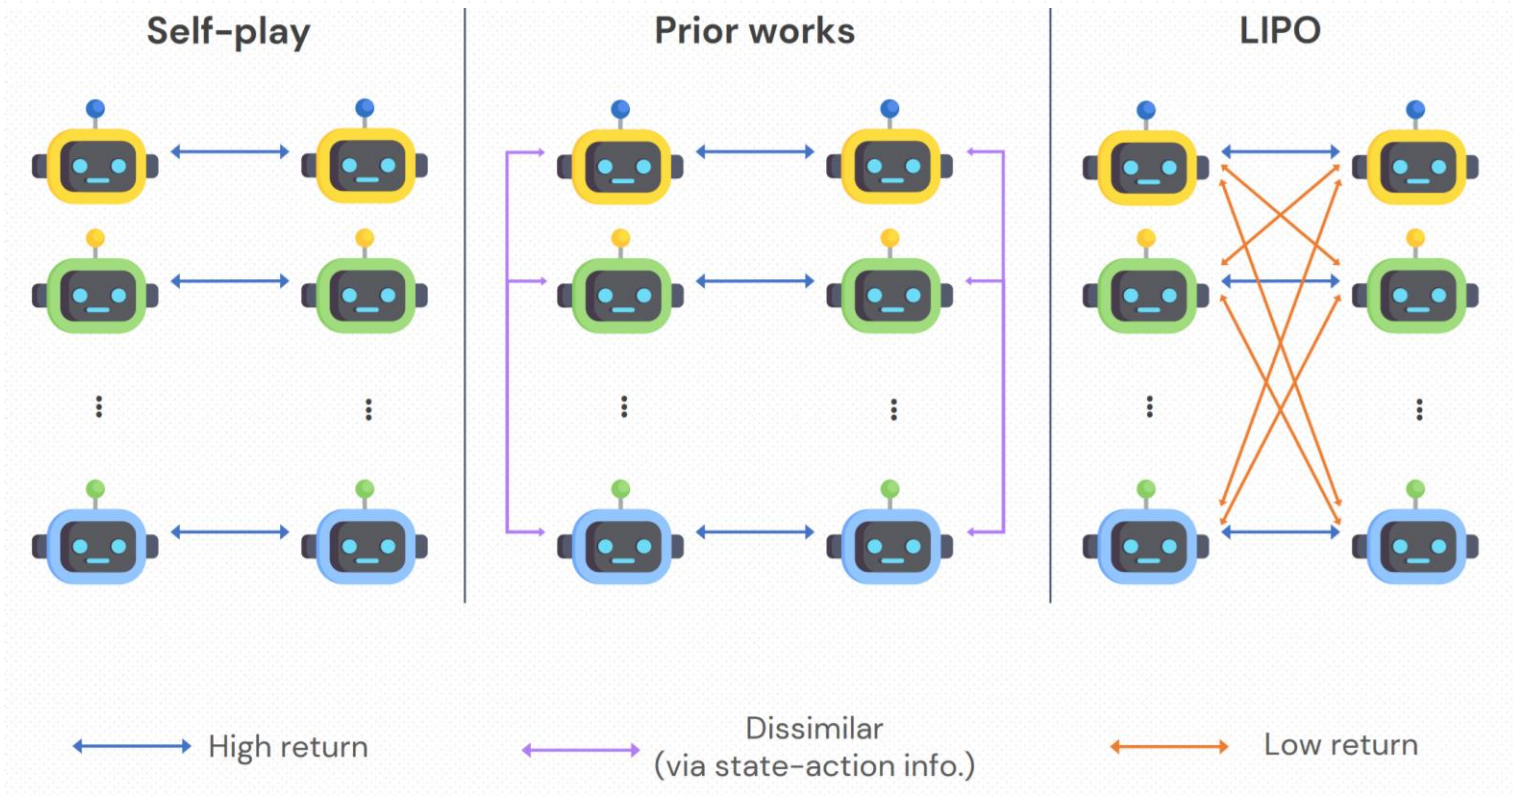 Self-play
Prior works
LIPO
High return
Dissimilar
(via state-action info.)
Low return